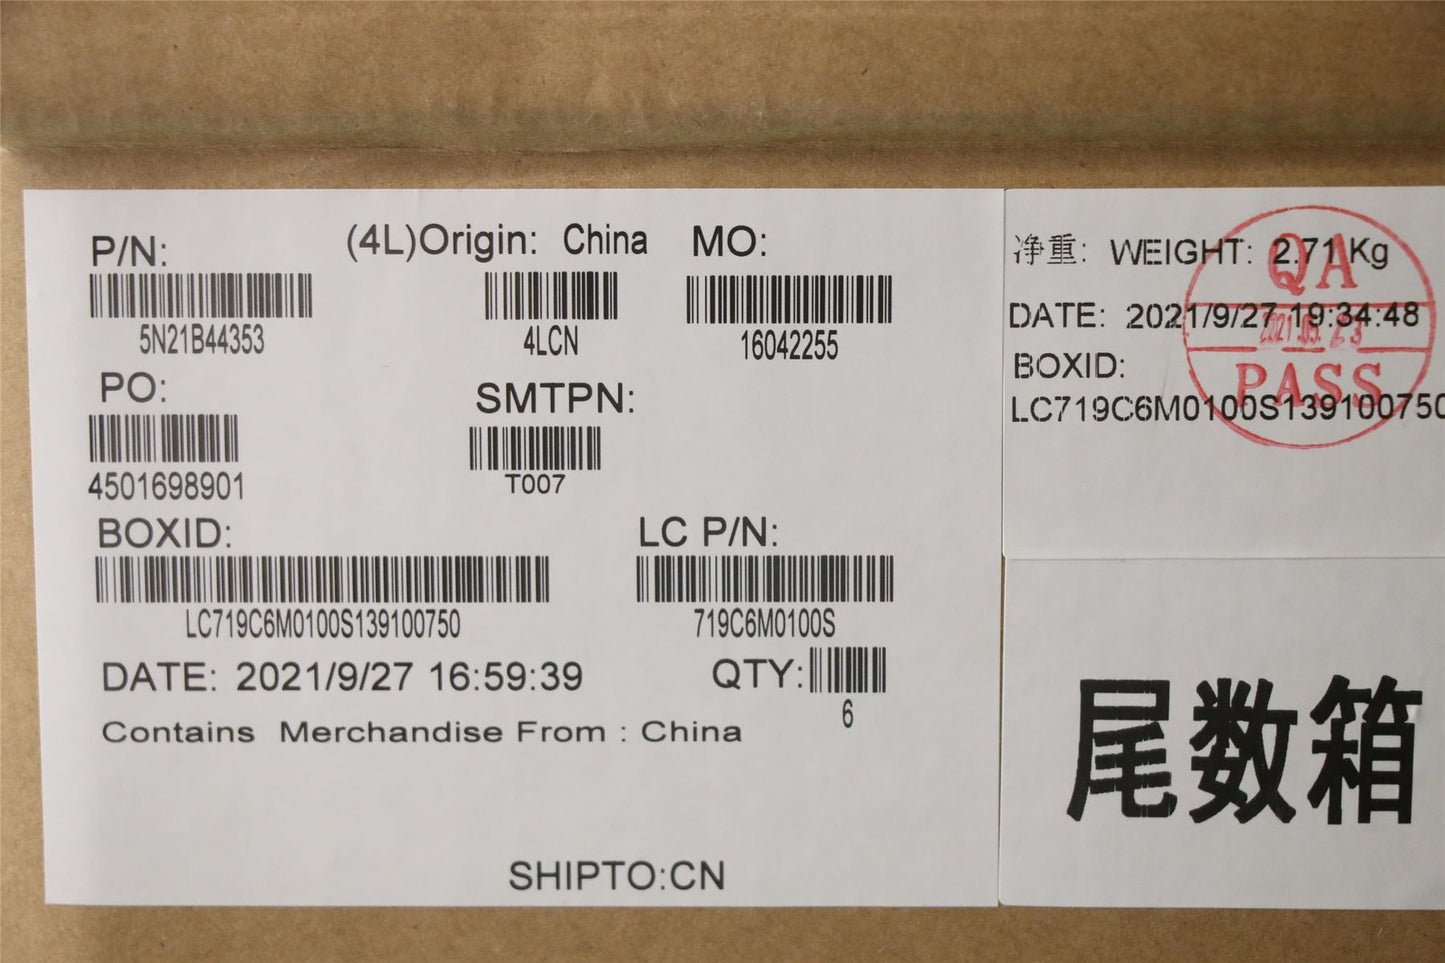 P/N:
5N21B44353
(4L)Origin: China
4LCN
MO:
16042255
PO:
4501698901
SMTPN:
T007
BOXID:
LC719C6M0100S139100750
LC P/N:
719C6M0100S
DATE: 2021/9/27 16:59:39
QTY:
6
Contains Merchandise From : China
SHIPTO:CN
净重: WEIGHT: 2.71 Kg
DATE: 2021/9/27 19:34:48
BOXID:
LC719C6M0100S139100750
QA
PASS
尾数箱